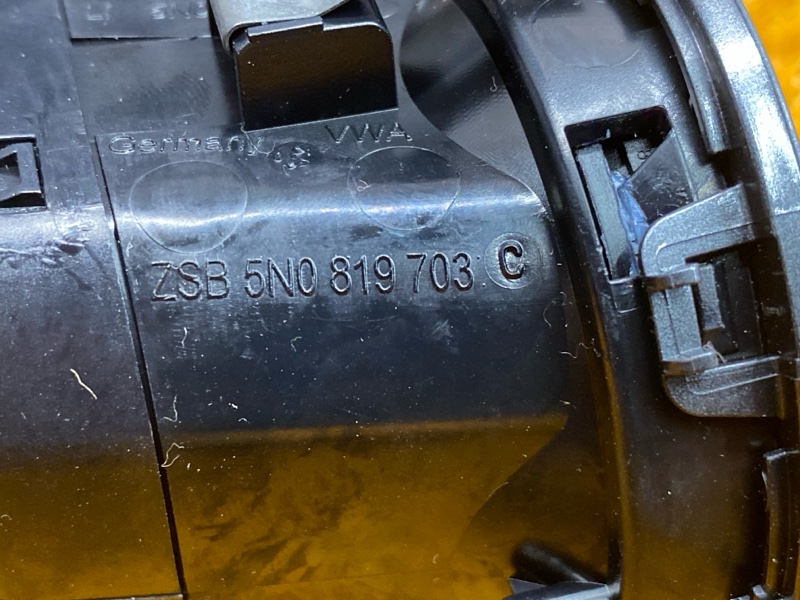 Germany VWA
ZSB 5N0 819 703 C